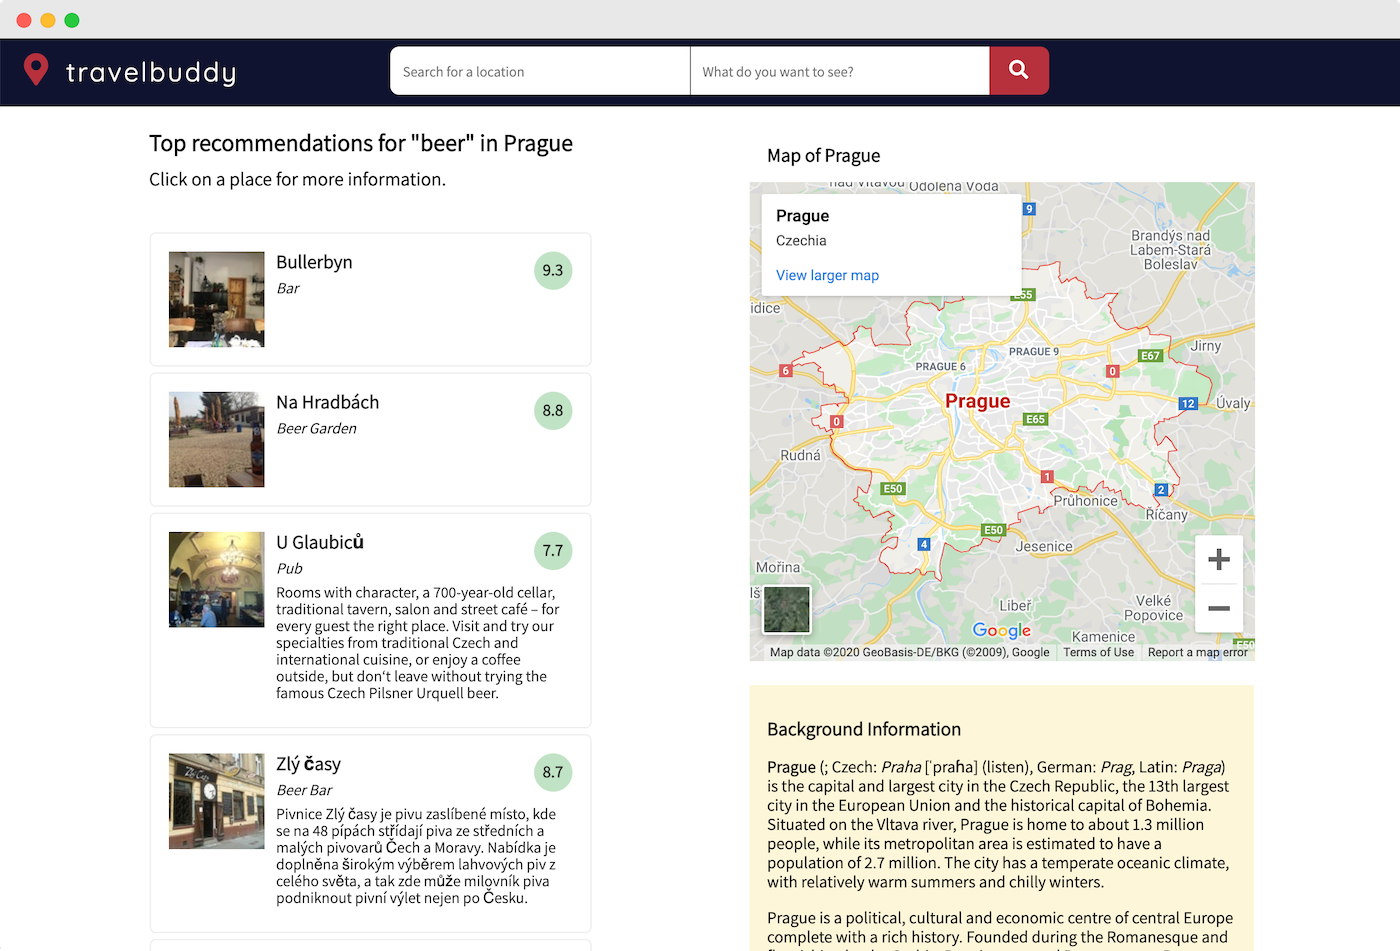 travelbuddy
Search for a location
What do you want to see?
Top recommendations for "beer" in Prague
Click on a place for more information.
Bullerbyn
Bar
9.3
Na Hradbách
Beer Garden
8.8
U Glaubiců
Pub
7.7
Rooms with character, a 700-year-old cellar,
traditional tavern, salon and street café – for
every guest the right place. Visit and try our
specialties from traditional Czech and
international cuisine, or enjoy a coffee
outside, but don‘t leave without trying the
famous Czech Pilsner Urquell beer.
Zlý časy
Beer Bar
8.7
Pivnice Zlý časy je pivu zaslíbené místo, kde
se na 48 pípách střídají piva ze středních a
malých pivovarů Čech a Moravy. Nabídka je
doplněna širokým výběrem lahvových piv z
celého světa, a tak zde může milovník piva
podniknout pivní výlet nejen po Česku.
Map of Prague
nad Vltavou
Odolena Voda
Prague
Czechia
View larger map
9
Brandýs nad
Labem-Stará
Boleslav
E55
idice
Jirny
PRAGUE 9
E67
PRAGUE 6
6
0
Prague
12
Úvaly
0
E65
Rudná
1
E50
2
Průhonice
Říčany
E50
4
Jesenice
Mořina
Libeř
Velké
Popovice
Google
Kamenice
Map data ©2020 GeoBasis-DE/BKG (©2009), Google
Terms of Use
Report a map error
Background Information
Prague (; Czech: Praha [ˈpraɦa] (listen), German: Prag, Latin: Praga)
is the capital and largest city in the Czech Republic, the 13th largest
city in the European Union and the historical capital of Bohemia.
Situated on the Vltava river, Prague is home to about 1.3 million
people, while its metropolitan area is estimated to have a
population of 2.7 million. The city has a temperate oceanic climate,
with relatively warm summers and chilly winters.
Prague is a political, cultural and economic centre of central Europe
complete with a rich history. Founded during the Romanesque and